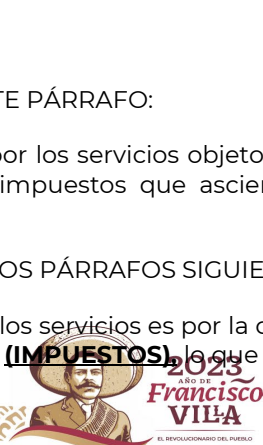 TE PÁRRAFO:
por los servicios objeto
impuestos que ascien
OS PÁRRAFOS SIGUIE
los servicios es por la c
(IMPUESTOS), lo que
2023
AÑO DE
Francisco
VILLA
EL REVOLUCIONARIO DEL PUEBLO